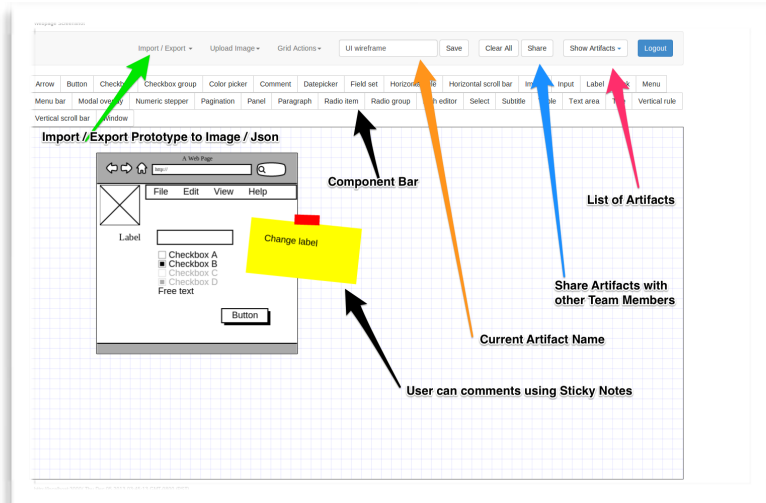 Import / Export Upload Image Grid Actions UI wireframe Save Clear All Share Show Artifacts Logout
Arrow Button Checkbox group Color picker Comment Datepicker Field set Horizontal scroll bar Input Label Menu
Menu bar Modal overlay Numeric stepper Pagination Panel Paragraph Radio item Radio group editor Select Subtitle Text area Vertical rule
Vertical scroll bar Window
Import / Export Prototype to Image / Json
A Web Page
http://
Component Bar
File Edit View Help
List of Artifacts
Label
Change label
Checkbox A
Checkbox B
Checkbox C
Checkbox D
Free text
Share Artifacts with
other Team Members
Button
Current Artifact Name
User can comments using Sticky Notes